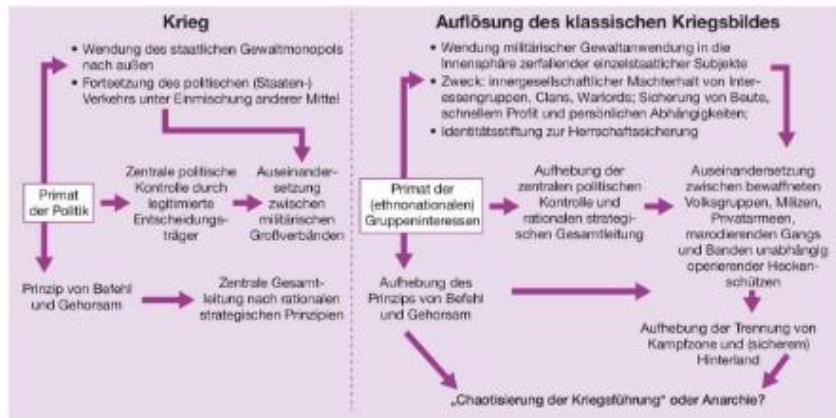 Krieg
• Wendung des staatlichen Gewaltmonopols
nach außen
• Fortsetzung des politischen (Staaten-)
Verkehrs unter Einmischung anderer Mittel
Primat
der Politik
Zentrale politische
Kontrolle durch
legitimierte
Entscheidungs-
träger
Auseinander-
setzung
zwischen
militärischen
Großverbänden
Prinzip von Befehl
und Gehorsam
Zentrale Gesamt-
leitung nach rationalen
strategischen Prinzipien
Auflösung des klassischen Kriegsbildes
• Wendung militärischer Gewaltanwendung in die
Innensphäre zerfallender einzelstaatlicher Subjekte
• Zweck: innergesellschaftlicher Machterhalt von Inter-
essengruppen, Clans, Warlords; Sicherung von Beute,
schnellem Profit und persönlichen Abhängigkeiten;
• Identitätsstiftung zur Herrschaftssicherung
Primat der
(ethnonationalen)
Gruppeninteressen
Aufhebung der
zentralen politischen
Kontrolle und
rationalen strategi-
schen Gesamtleitung
Auseinandersetzung
zwischen bewaffneten
Volksgruppen, Milizen,
Privatarmeen,
marodierenden Gangs
und Banden unabhängig
operierender Hecken-
schützen
Aufhebung des
Prinzips von Befehl
und Gehorsam
Aufhebung der Trennung von
Kampfzone und (sicherem)
Hinterland
„Chaotisierung der Kriegsführung" oder Anarchie?